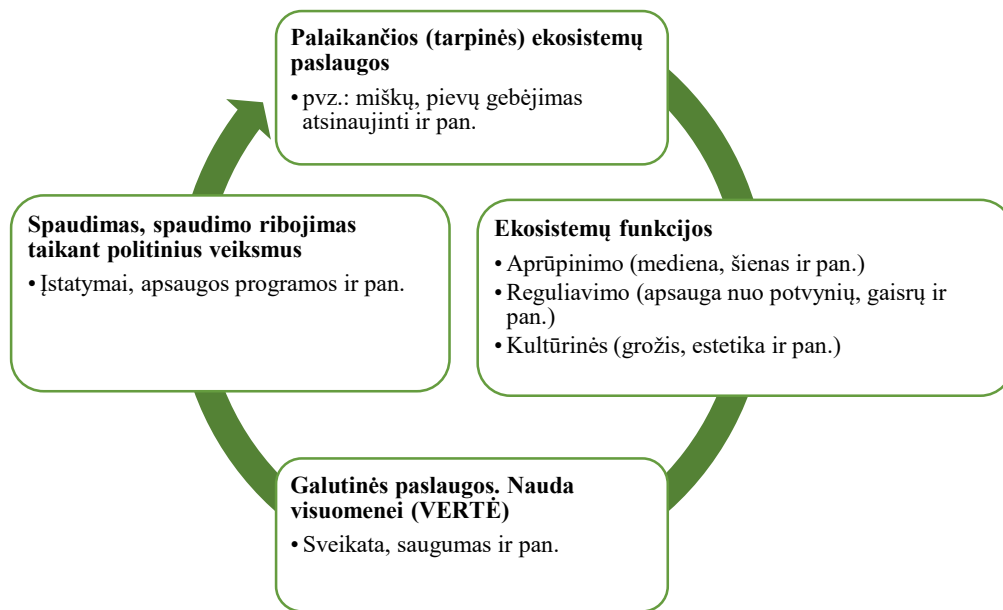 Palaikančios (tarpinės) ekosistemų
paslaugos
• pvz.: miškų, pievų gebėjimas
atsinaujinti ir pan.
Spaudimas, spaudimo ribojimas
taikant politinius veiksmus
• Įstatymai, apsaugos programos ir pan.
Ekosistemų funkcijos
• Aprūpinimo (mediena, šienas ir pan.)
• Reguliavimo (apsauga nuo potvynių, gaisrų ir
pan.)
• Kultūrinės (grožis, estetika ir pan.)
Galutinės paslaugos. Nauda
visuomenei (VERTĖ)
• Sveikata, saugumas ir pan.